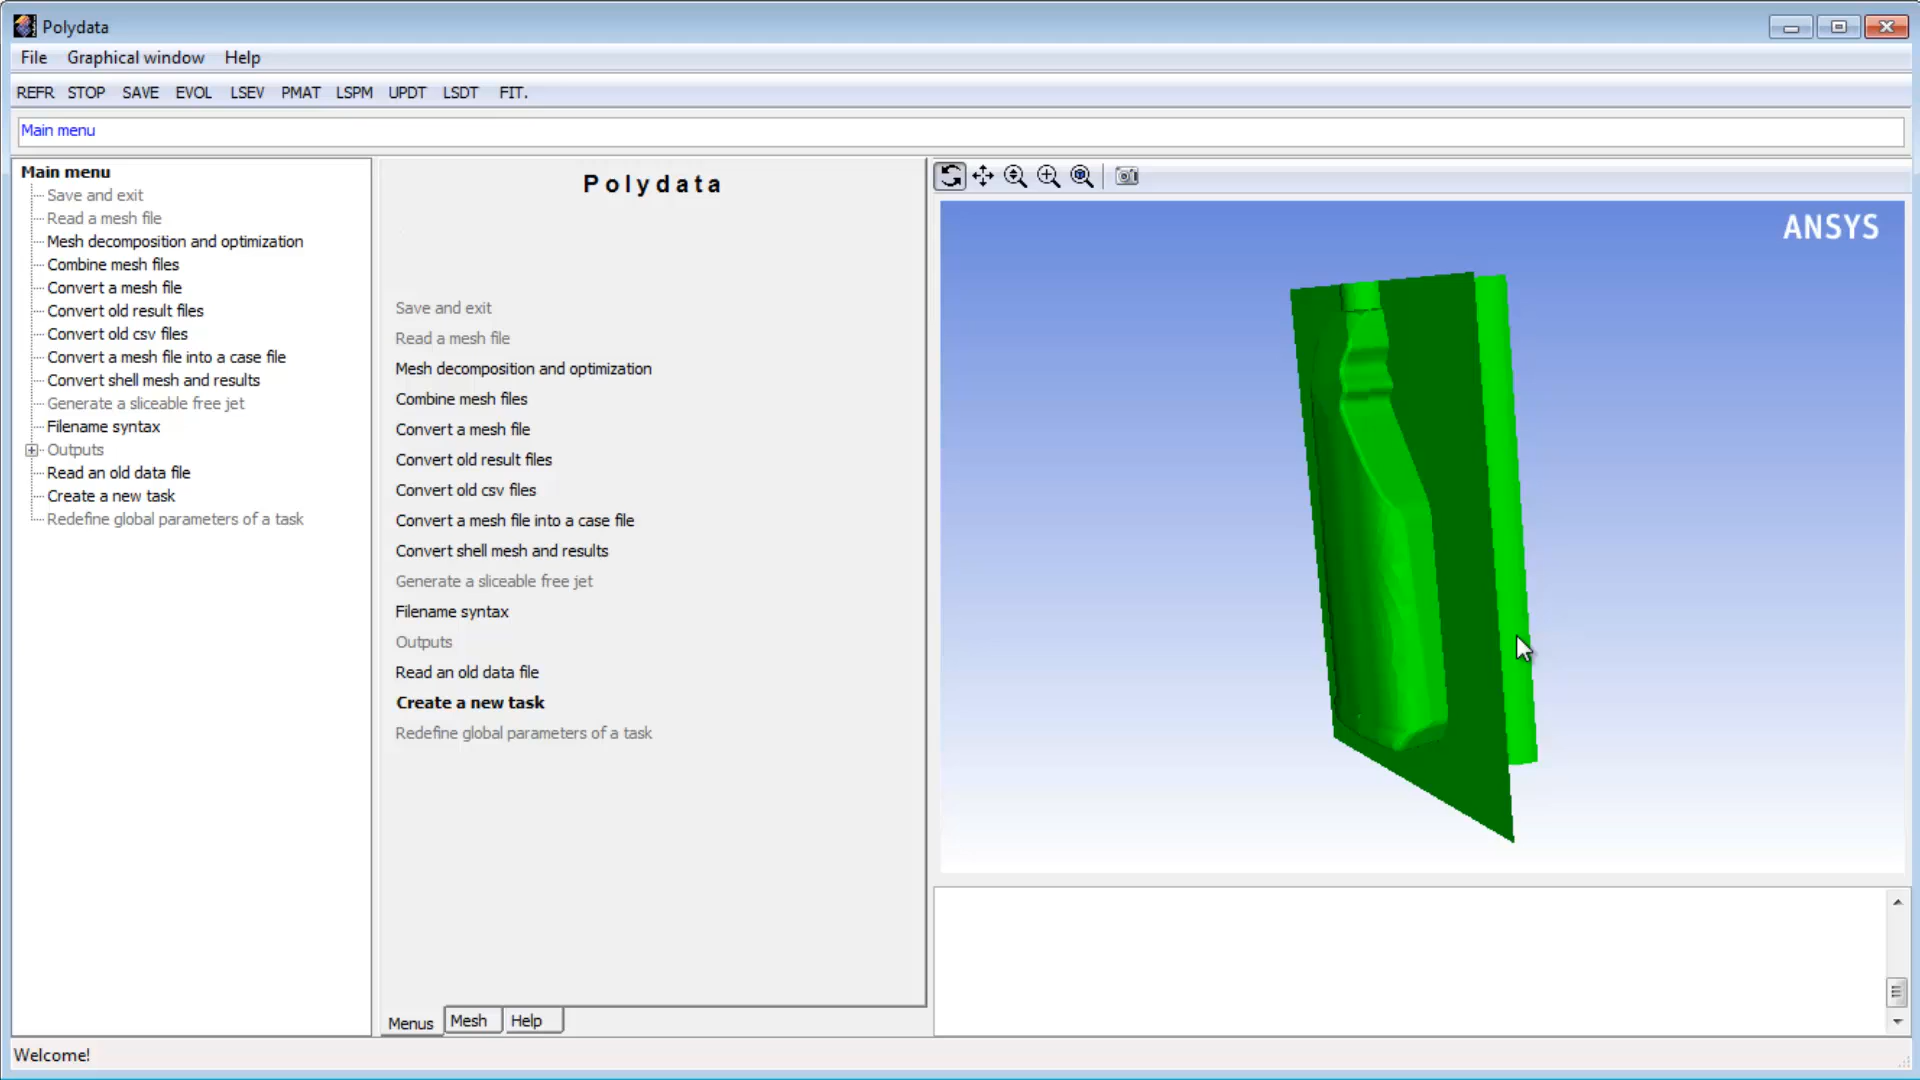 Polydata
File Graphical window Help
REFR STOP SAVE EVOL LSEV PMAT LSPM UPDT LSDT FIT.
Main menu
Main menu
Save and exit
Read a mesh file
Mesh decomposition and optimization
Combine mesh files
Convert a mesh file
Convert old result files
Convert old csv files
Convert a mesh file into a case file
Convert shell mesh and results
Generate a sliceable free jet
Filename syntax
Outputs
Read an old data file
Create a new task
Redefine global parameters of a task
Polydata
Save and exit
Read a mesh file
Mesh decomposition and optimization
Combine mesh files
Convert a mesh file
Convert old result files
Convert old csv files
Convert a mesh file into a case file
Convert shell mesh and results
Generate a sliceable free jet
Filename syntax
Outputs
Read an old data file
Create a new task
Redefine global parameters of a task
Menus Mesh Help
ANSYS
Welcome!